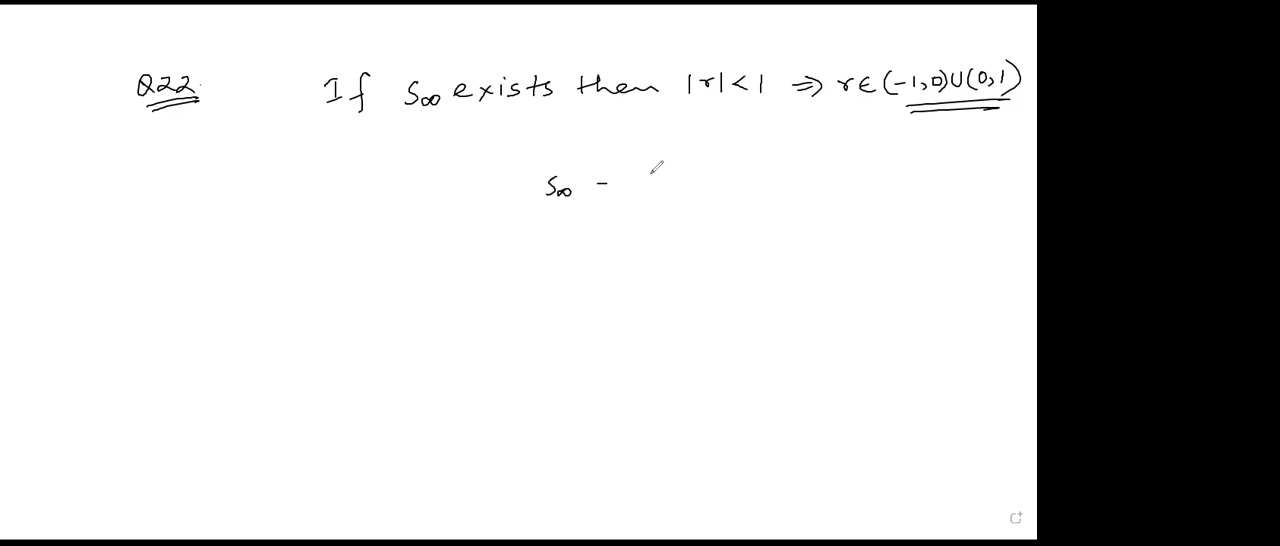 Q22. If S∞ exists then |r| < 1 ⇒ r ∈ (-1,0)∪(0,1)
S∞ -